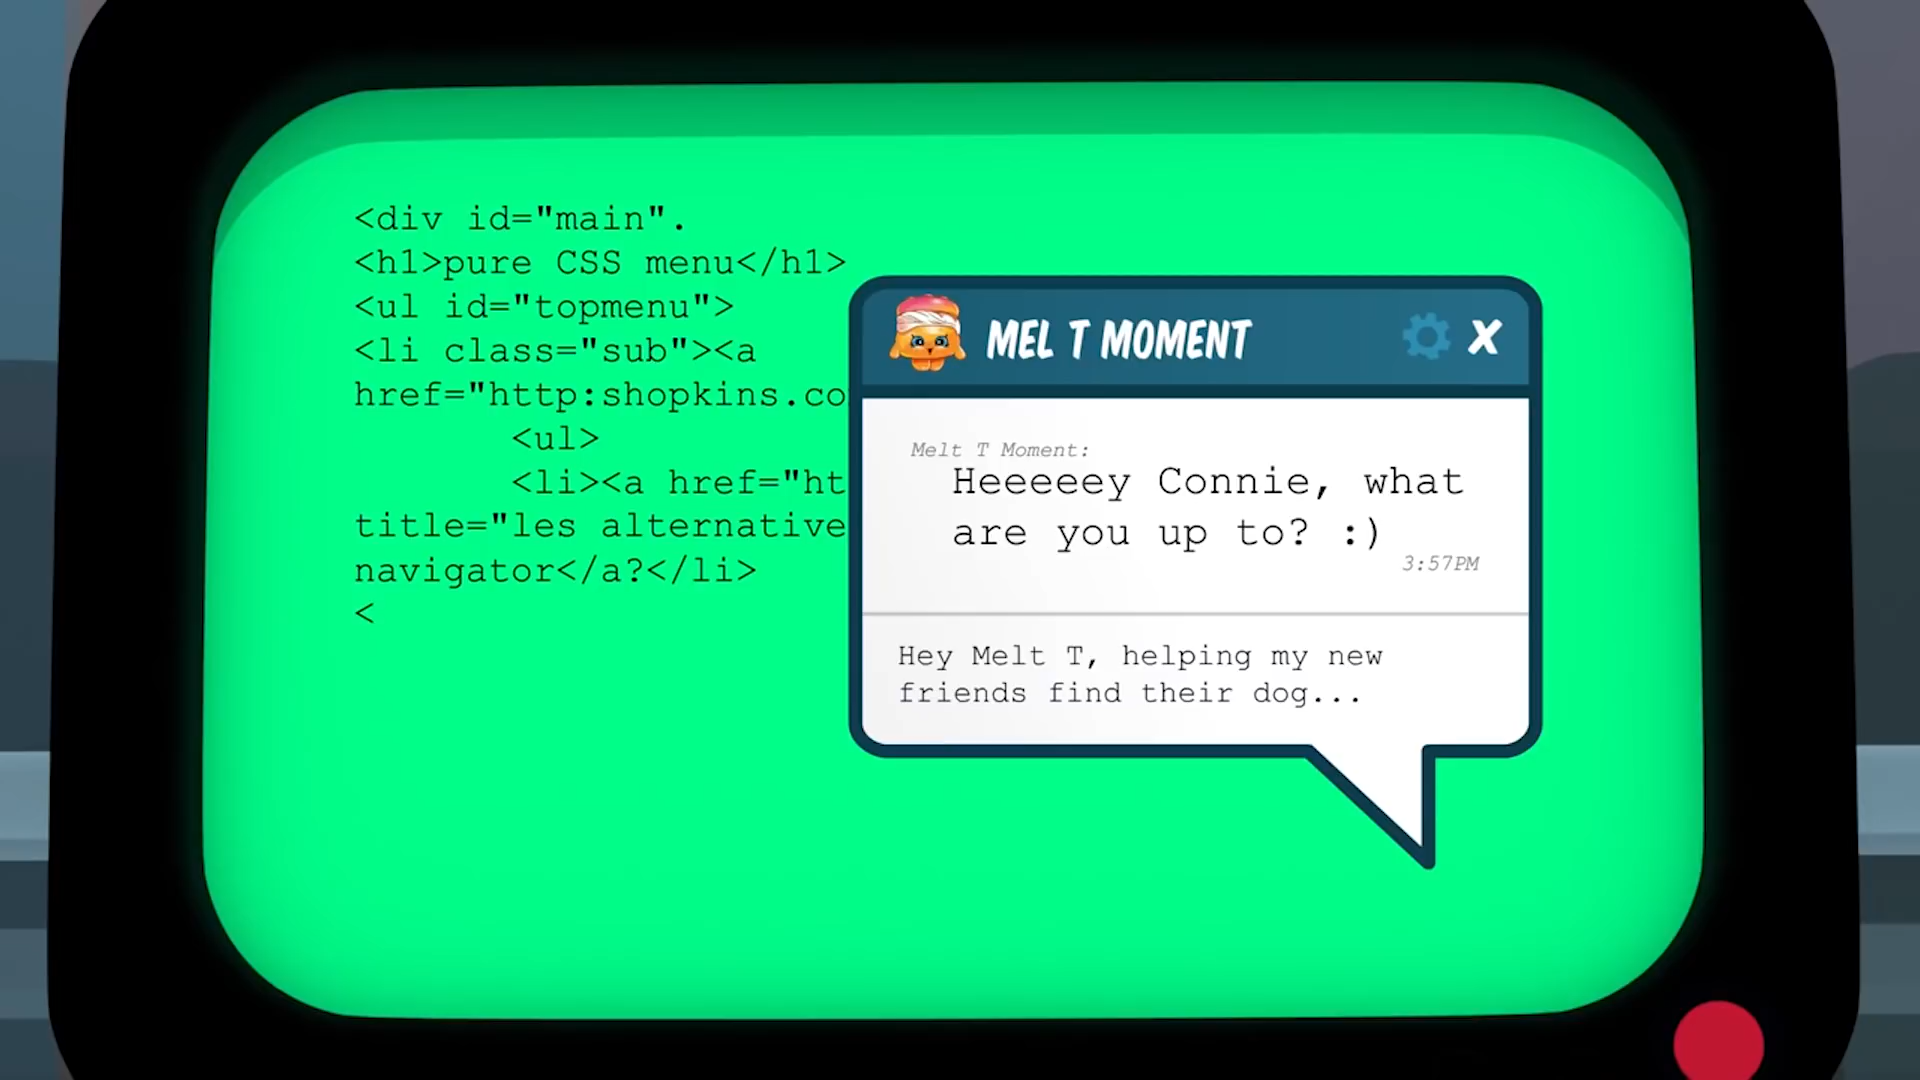 <div id="main".
<h1>pure CSS menu</h1>
<ul id="topmenu">
<li class="sub"><a
href="http:shopkins.co
<ul>
<li><a href="ht
title="les alternative
navigator</a?</li>
<
MEL T MOMENT X
Melt T Moment:
Heeeeey Connie, what
are you up to? :)
3:57PM
Hey Melt T, helping my new
friends find their dog...